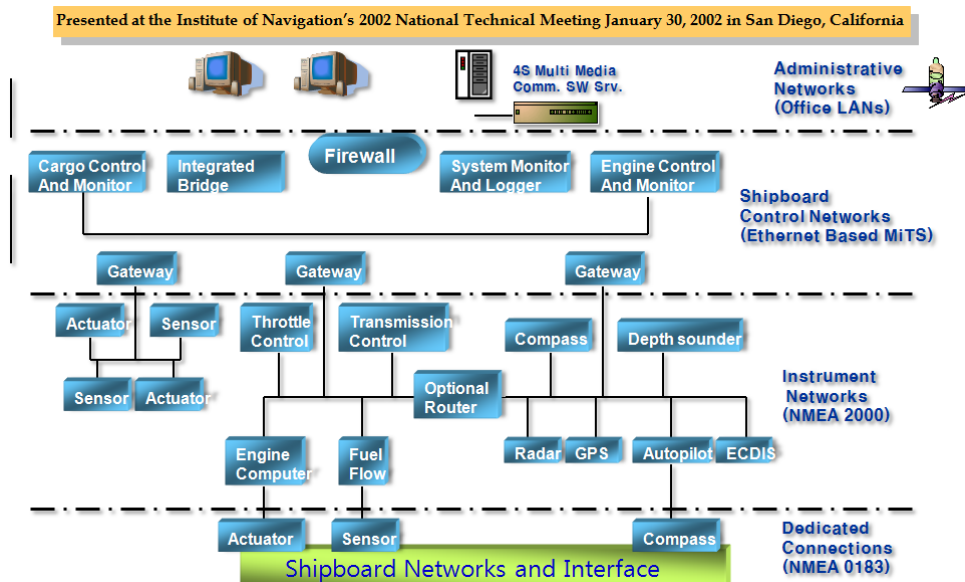 Presented at the Institute of Navigation's 2002 National Technical Meeting January 30, 2002 in San Diego, California
4S Multi Media
Comm. SW Srv.
Administrative
Networks
(Office LANs)
Firewall
Cargo Control
And Monitor
Integrated
Bridge
System Monitor
And Logger
Engine Control
And Monitor
Shipboard
Control Networks
(Ethernet Based MiTS)
Gateway
Gateway
Gateway
Actuator
Sensor
Throttle
Control
Transmission
Control
Compass
Depth sounder
Sensor
Actuator
Optional
Router
Instrument
Networks
(NMEA 2000)
Engine
Computer
Fuel
Flow
Radar
GPS
Autopilot
ECDIS
Actuator
Sensor
Compass
Dedicated
Connections
(NMEA 0183)
Shipboard Networks and Interface